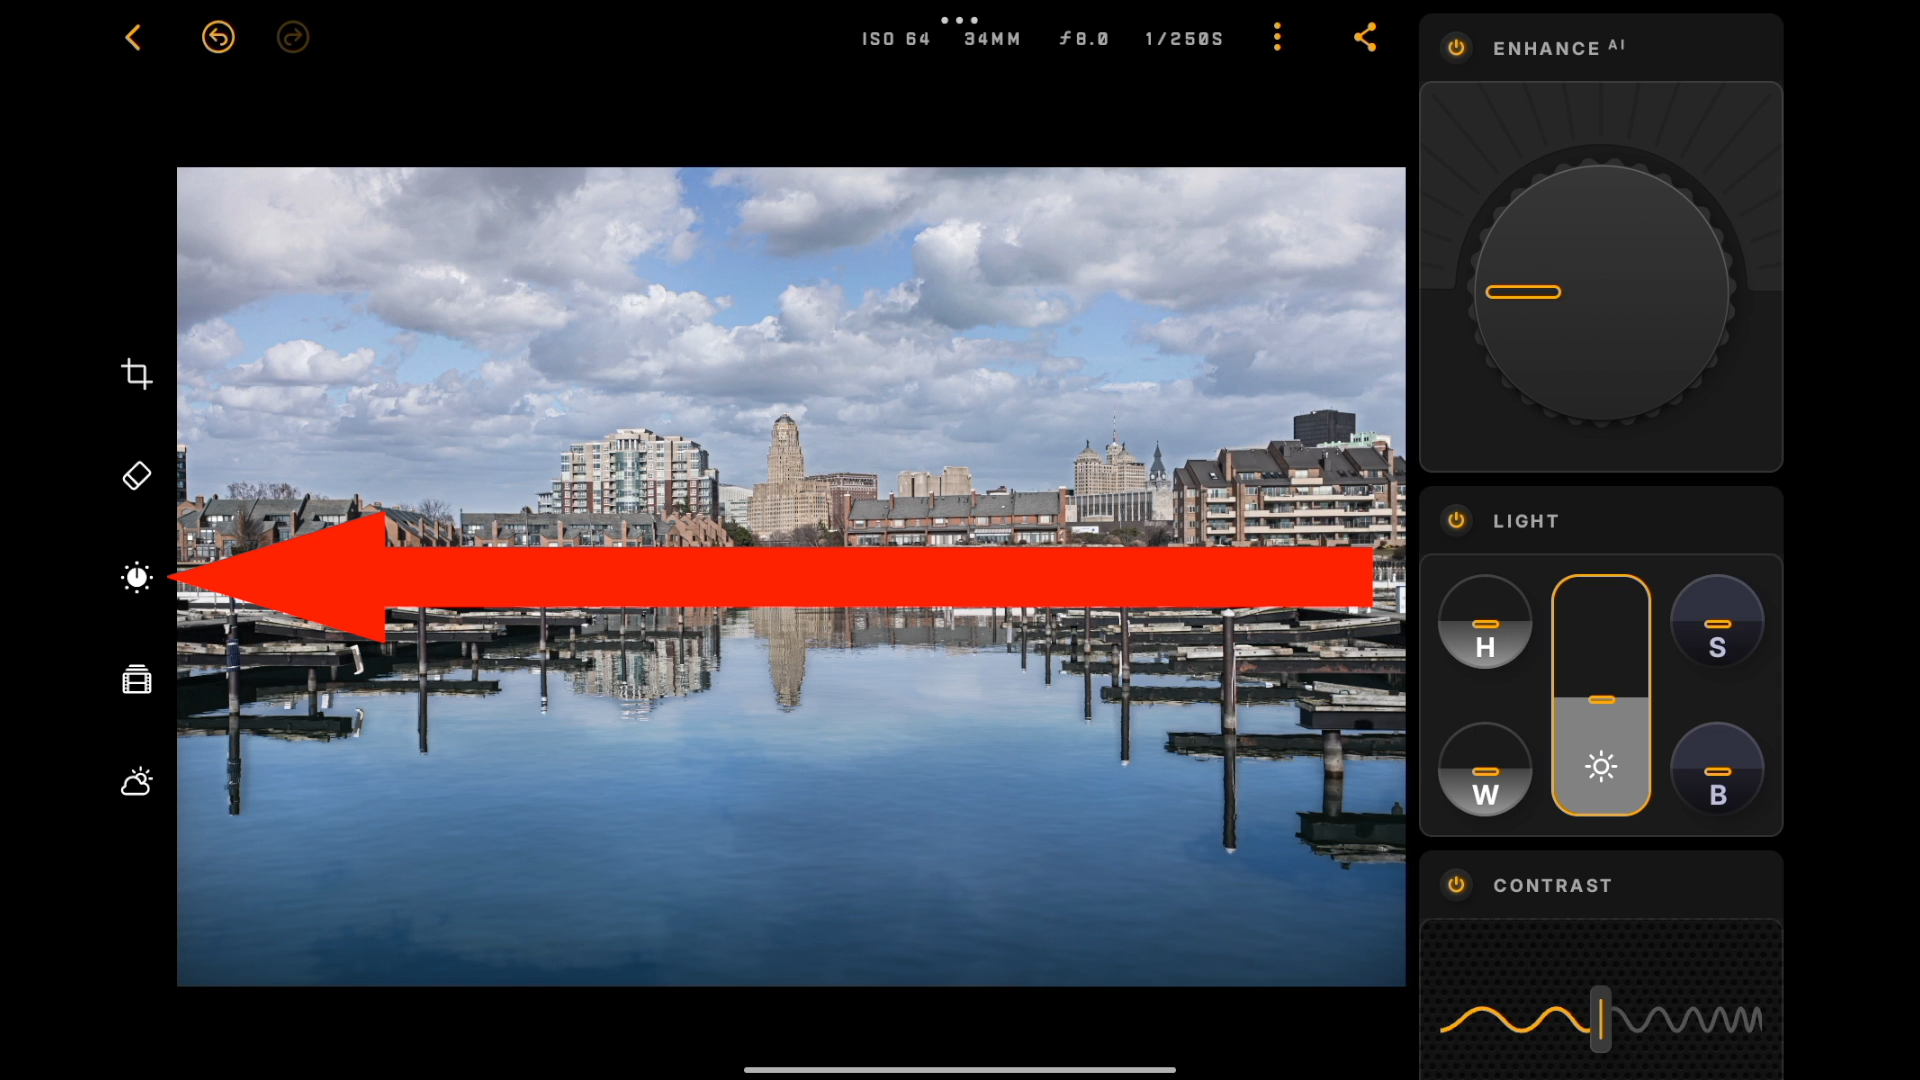 ISO 64 34MM ƒ8.0 1/250S
ENHANCE AI
LIGHT
H S
W B
CONTRAST